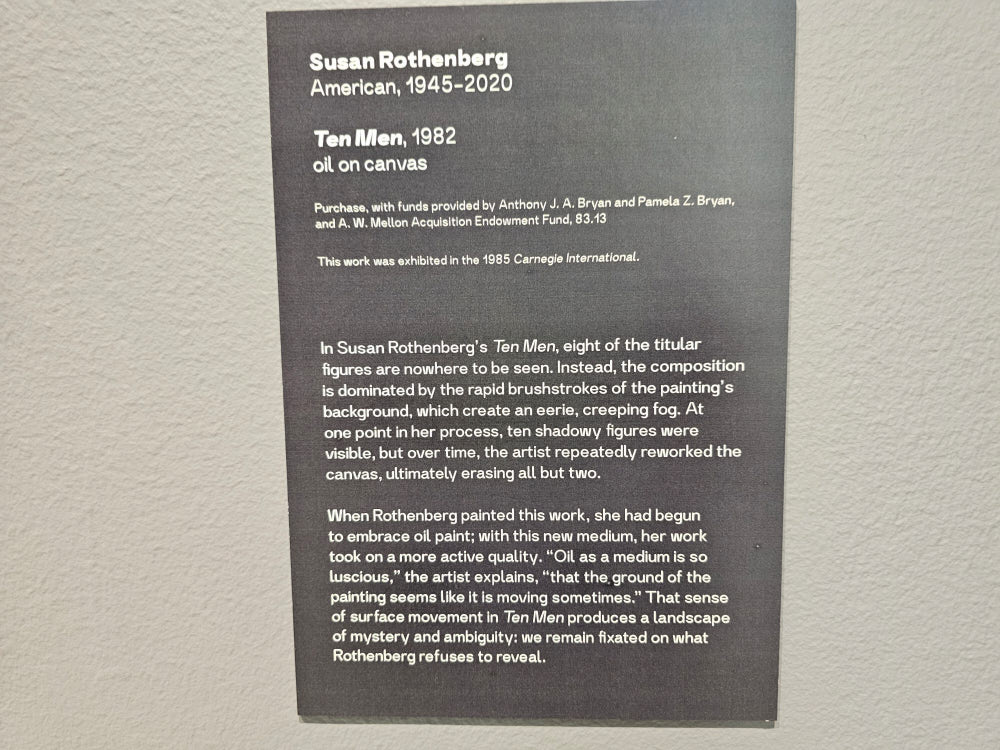 Susan Rothenberg
American, 1945–2020
Ten Men, 1982
oil on canvas
Purchase, with funds provided by Anthony J. A. Bryan and Pamela Z. Bryan,
and A. W. Mellon Acquisition Endowment Fund, 83.13
This work was exhibited in the 1985 Carnegie International.
In Susan Rothenberg's Ten Men, eight of the titular
figures are nowhere to be seen. Instead, the composition
is dominated by the rapid brushstrokes of the painting's
background, which create an eerie, creeping fog. At
one point in her process, ten shadowy figures were
visible, but over time, the artist repeatedly reworked the
canvas, ultimately erasing all but two.
When Rothenberg painted this work, she had begun
to embrace oil paint; with this new medium, her work
took on a more active quality. “Oil as a medium is so
luscious,” the artist explains, “that the ground of the
painting seems like it is moving sometimes.” That sense
of surface movement in Ten Men produces a landscape
of mystery and ambiguity: we remain fixated on what
Rothenberg refuses to reveal.